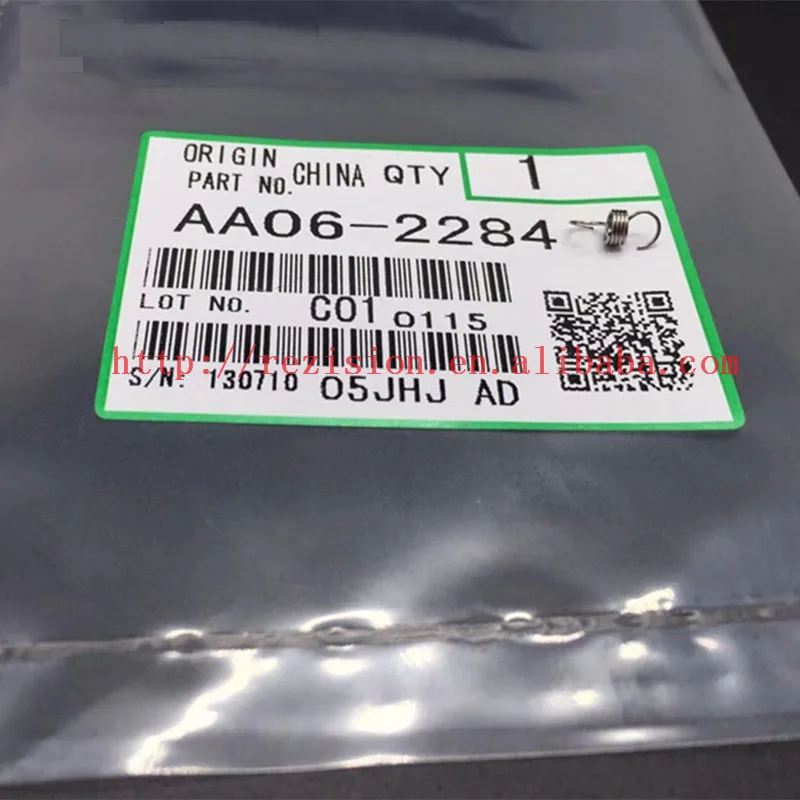 ORIGIN CHINA QTY 1
PART NO.
AA06-2284
LOT NO. C01 0115
http://rezision.en.alibaba.com
S/N: 130710 05JHJ AD